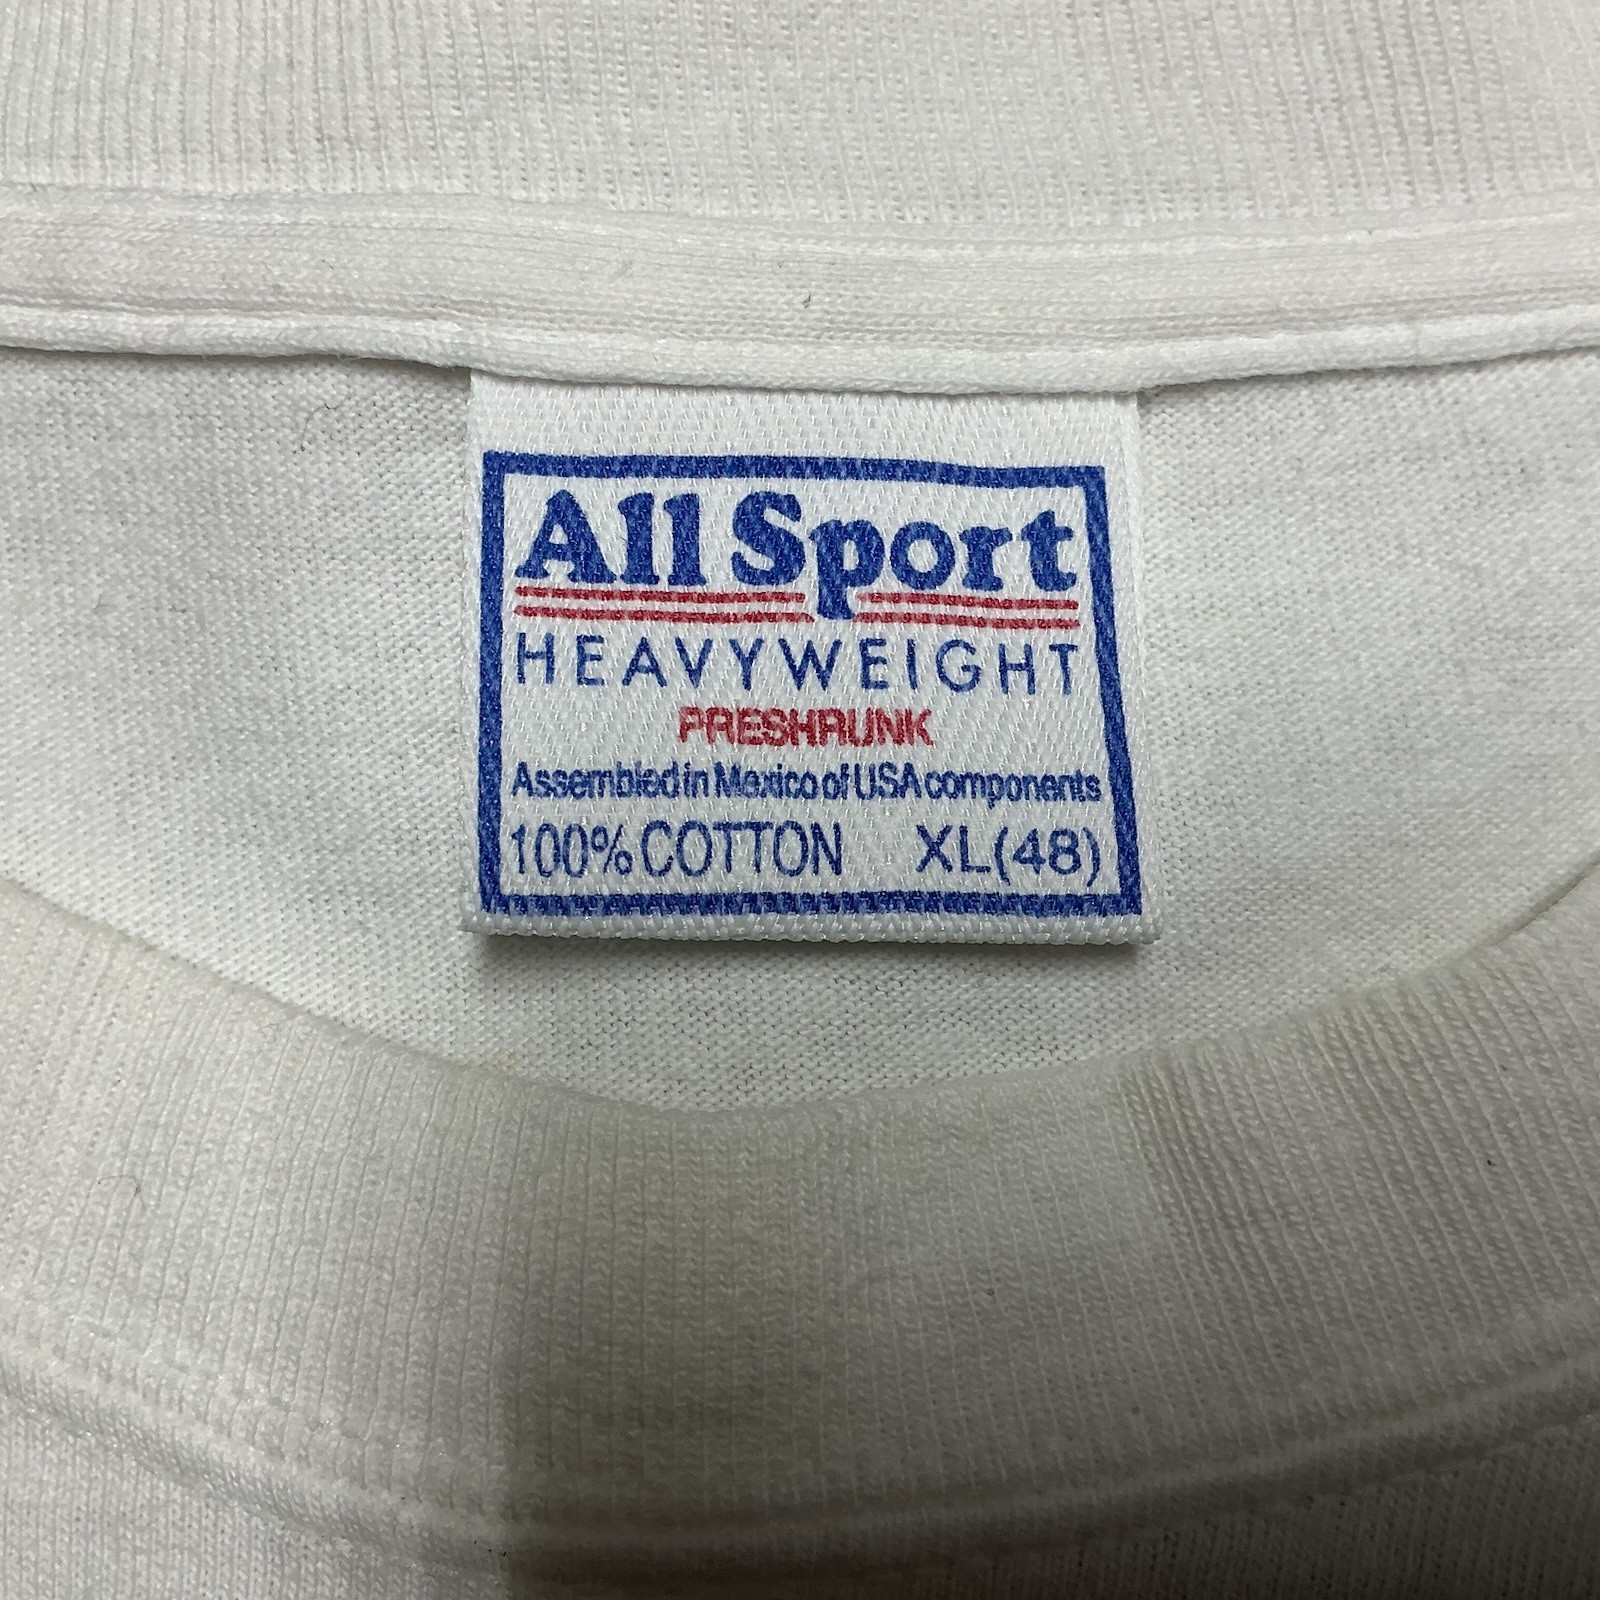 All Sport
HEAVYWEIGHT
PRESHRUNK
Assembled in Mexico of USA components
100% COTTON XL(48)